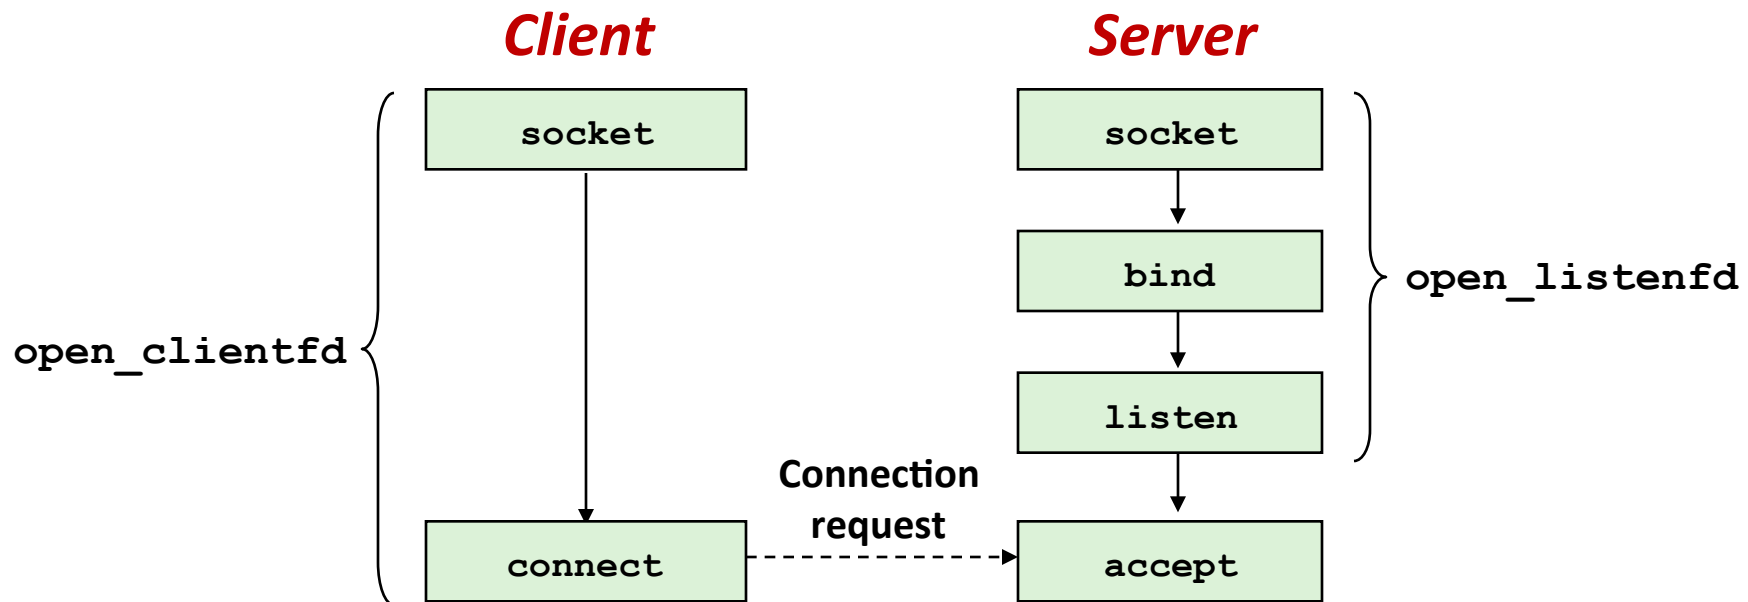 Client
Server
socket
socket
bind
open_listenfd
open_clientfd
listen
Connection
request
connect
accept